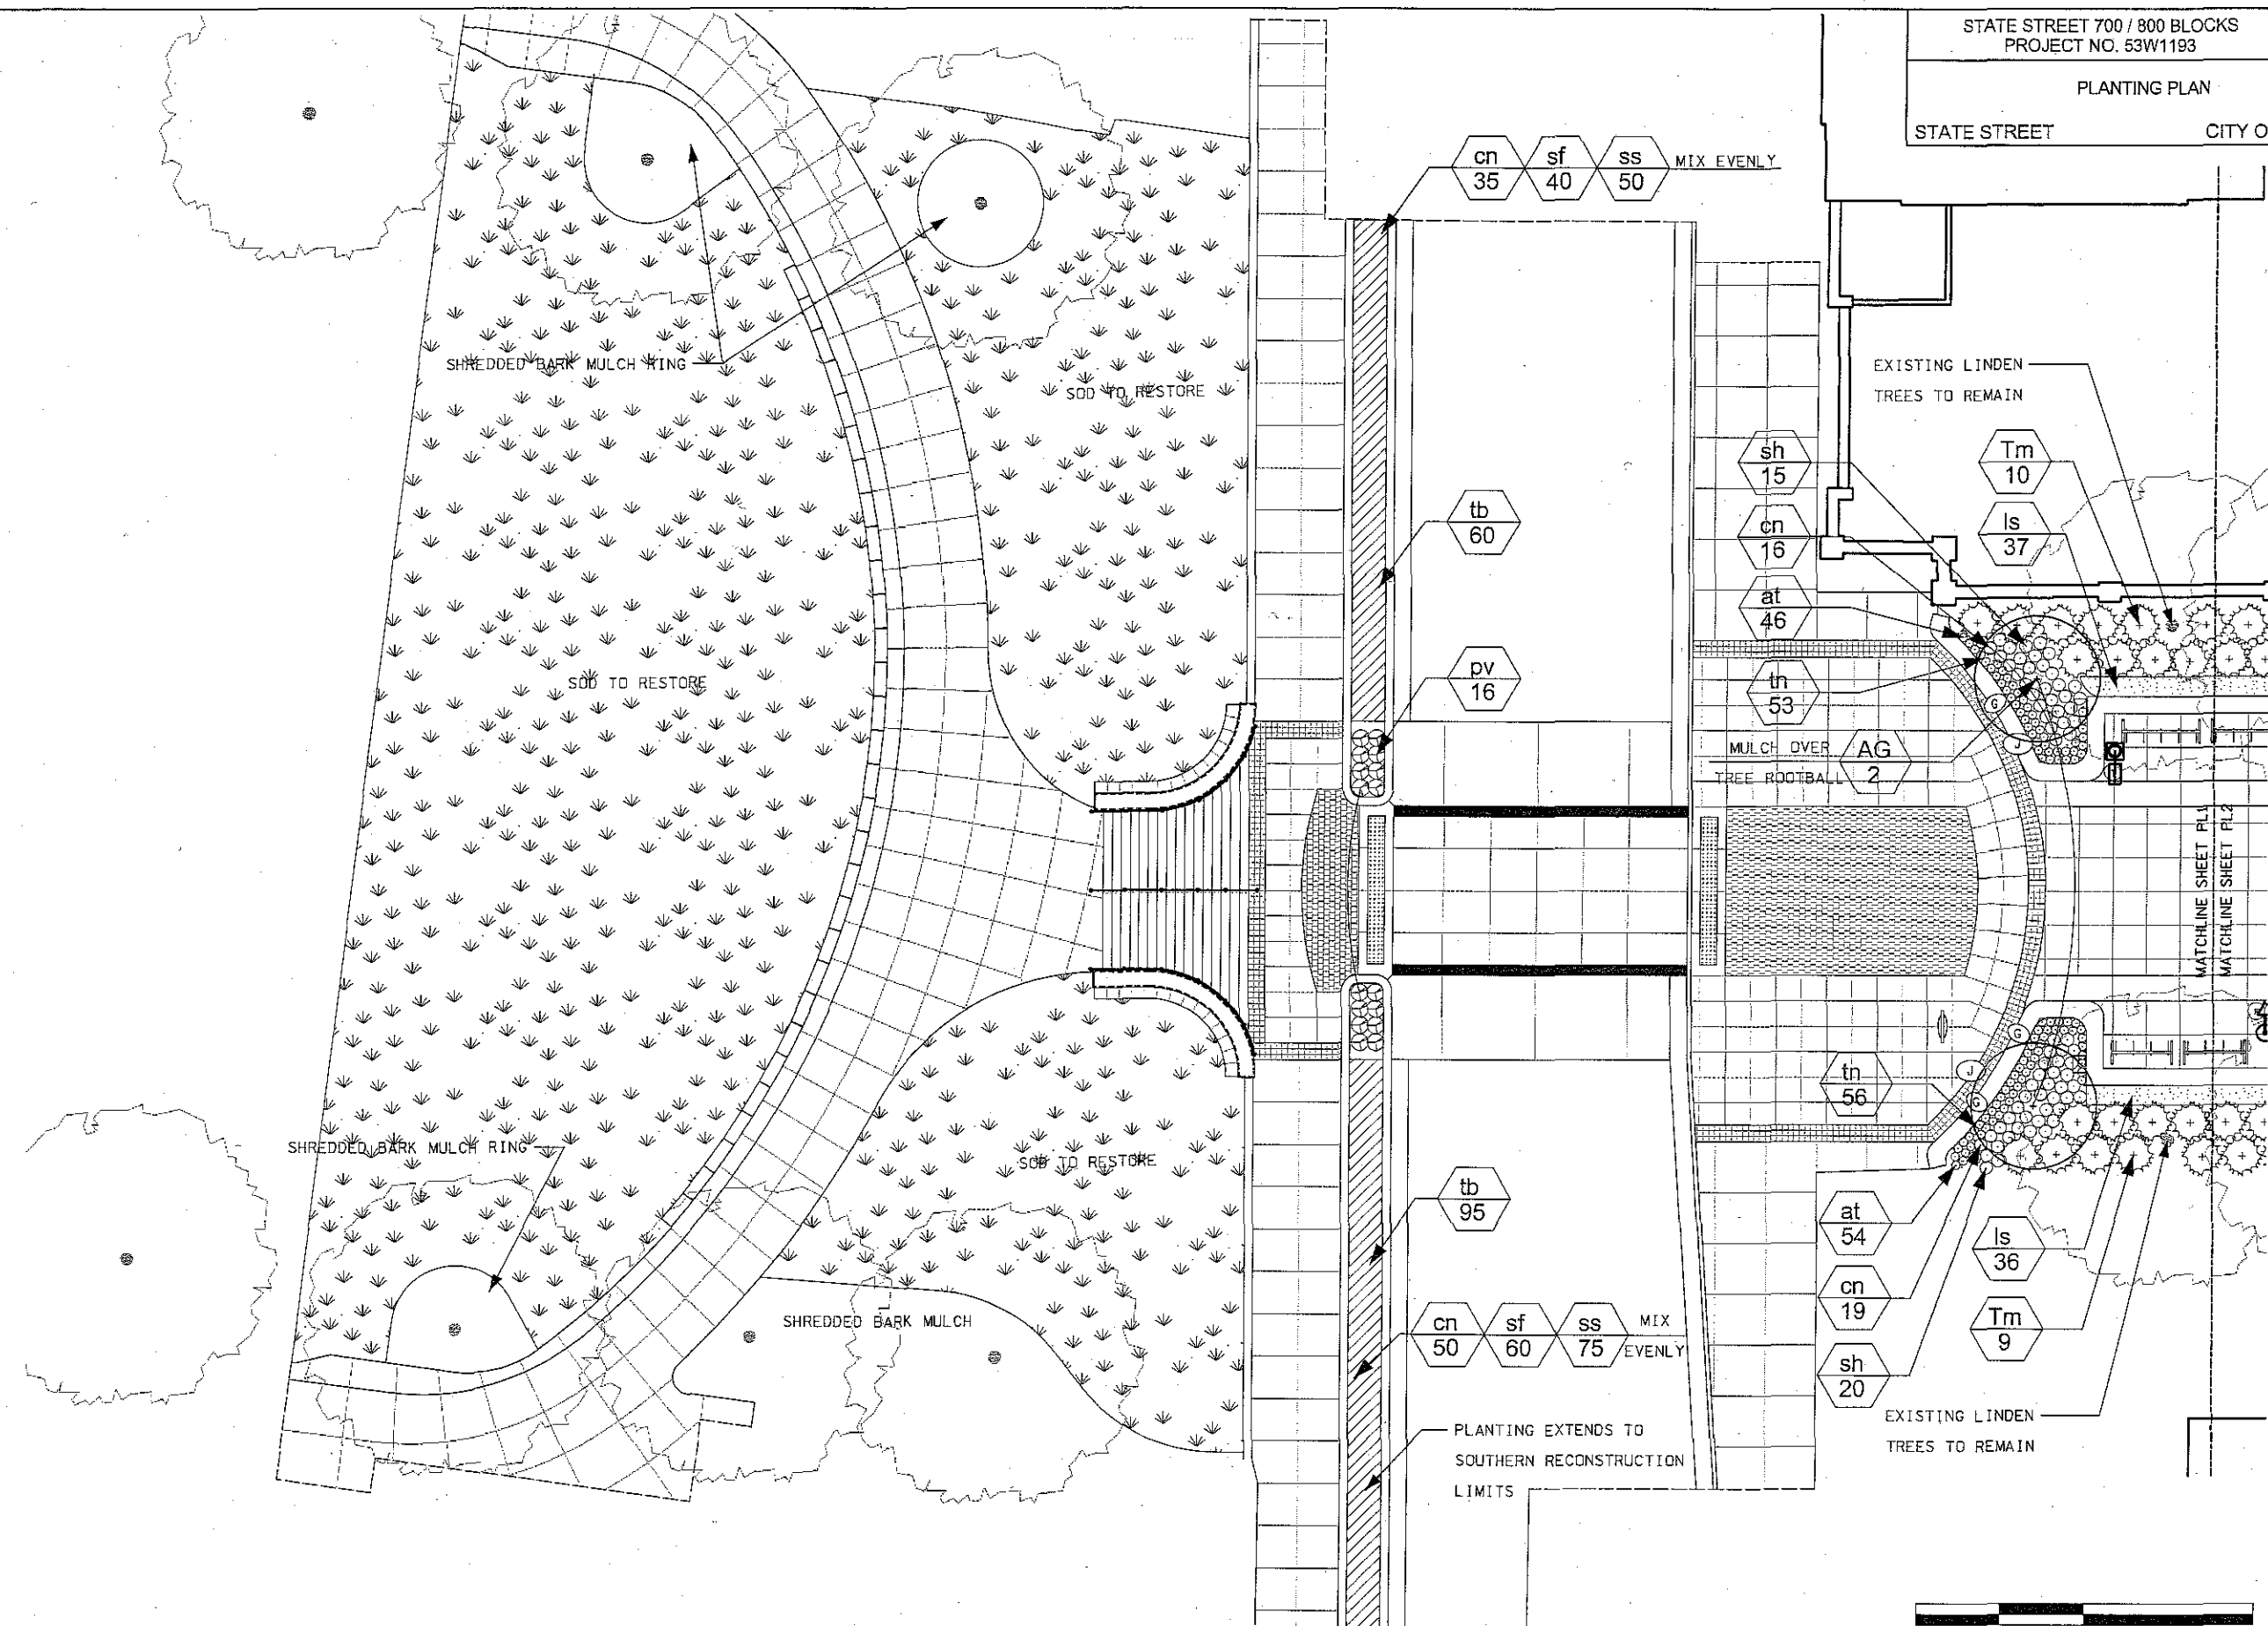 STATE STREET 700 / 800 BLOCKS
PROJECT NO. 53W1193
PLANTING PLAN
STATE STREET CITY O
cn sf ss MIX EVENLY
35 40 50
EXISTING LINDEN
TREES TO REMAIN
SHREDDED BARK MULCH RING
SOD TO RESTORE
sh
15
Tm
10
tb
60
cn
16
ls
37
at
46
pv
16
SOD TO RESTORE
tn
53
MULCH OVER
TREE ROOTBALL
AG
2
G
J
MATCHLINE SHEET PL1
MATCHLINE SHEET PL2
G
J
G
tn
56
SHREDDED BARK MULCH RING
SOD TO RESTORE
tb
95
at
54
ls
36
cn
19
Tm
9
SHREDDED BARK MULCH
cn sf ss MIX
50 60 75 EVENLY
sh
20
EXISTING LINDEN
TREES TO REMAIN
PLANTING EXTENDS TO
SOUTHERN RECONSTRUCTION
LIMITS